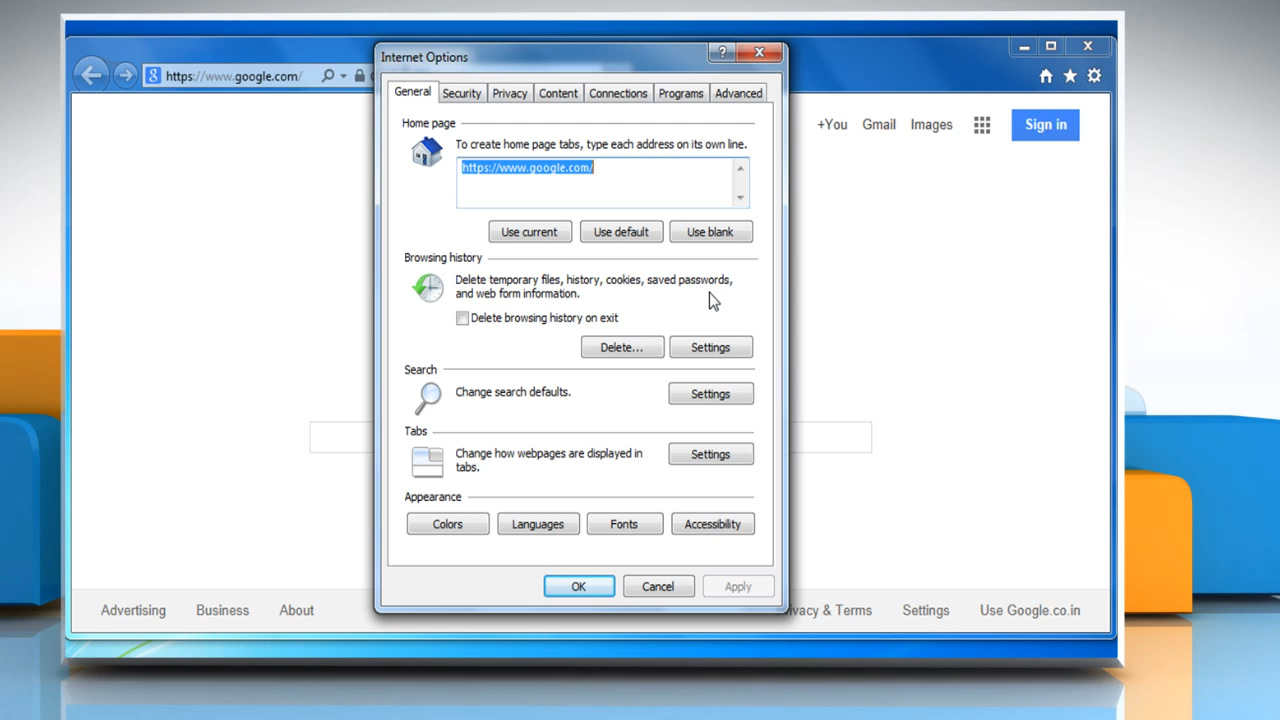 Internet Options
?
https://www.google.com/
General Security Privacy Content Connections Programs Advanced
+You Gmail Images Sign in
Home page
To create home page tabs, type each address on its own line.
https://www.google.com/
Use current Use default Use blank
Browsing history
Delete temporary files, history, cookies, saved passwords,
and web form information.
Delete browsing history on exit
Delete... Settings
Search
Change search defaults.
Settings
Tabs
Change how webpages are displayed in
tabs.
Settings
Appearance
Colors Languages Fonts Accessibility
OK Cancel Apply
Advertising Business About rivacy & Terms Settings Use Google.co.in